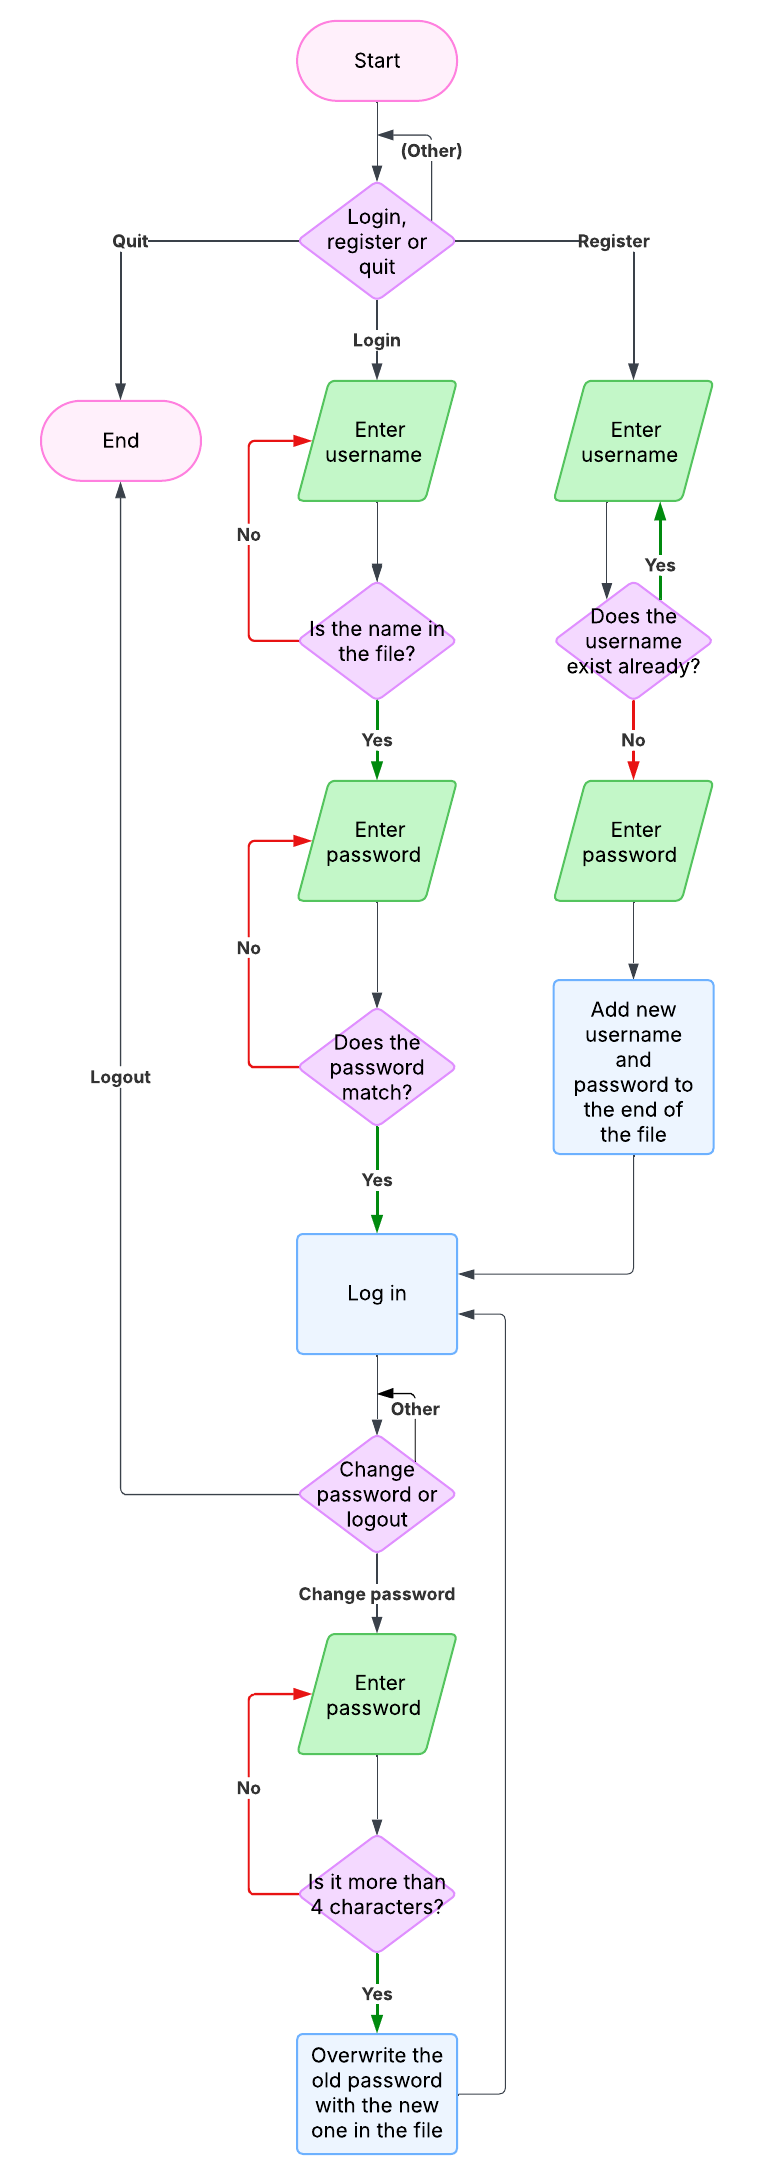 Start
(Other)
Login,
register or
quit
Quit
Register
Login
Enter
username
Enter
username
End
No
Yes
Is the name in
the file?
Does the
username
exist already?
Yes
No
Enter
password
Enter
password
No
Add new
username
and
password to
the end of
the file
Does the
password
match?
Logout
Yes
Log in
Other
Change
password or
logout
Change password
Enter
password
No
Is it more than
4 characters?
Yes
Overwrite the
old password
with the new
one in the file